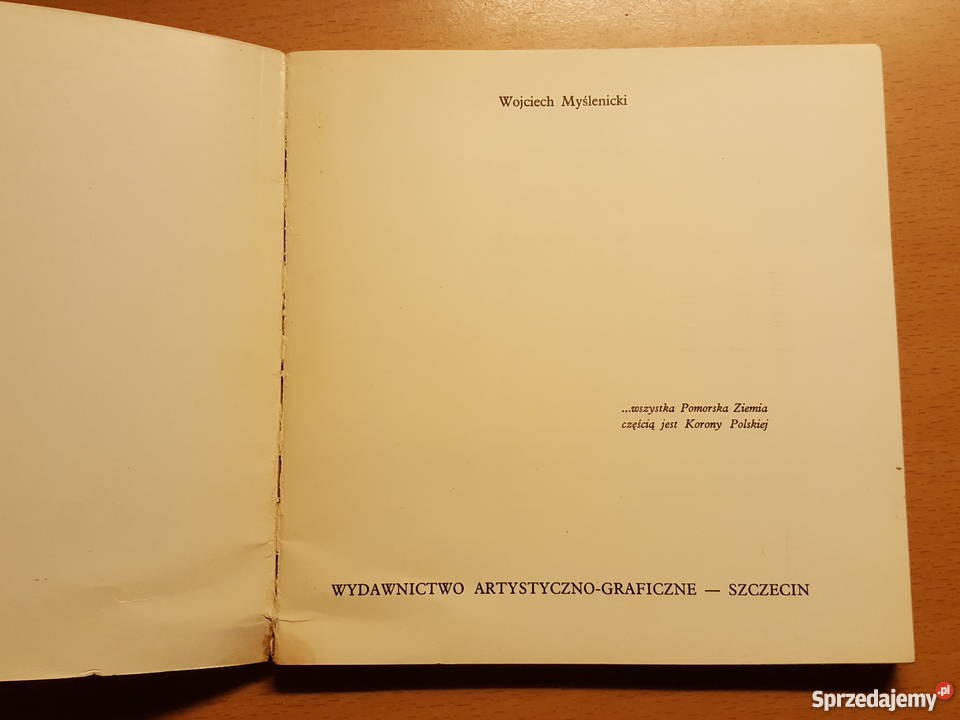 Wojciech Myślenicki
...wszystka Pomorska Ziemia
częścią jest Korony Polskiej
WYDAWNICTWO ARTYSTYCZNO-GRAFICZNE — SZCZECIN
Sprzedajemy.pl